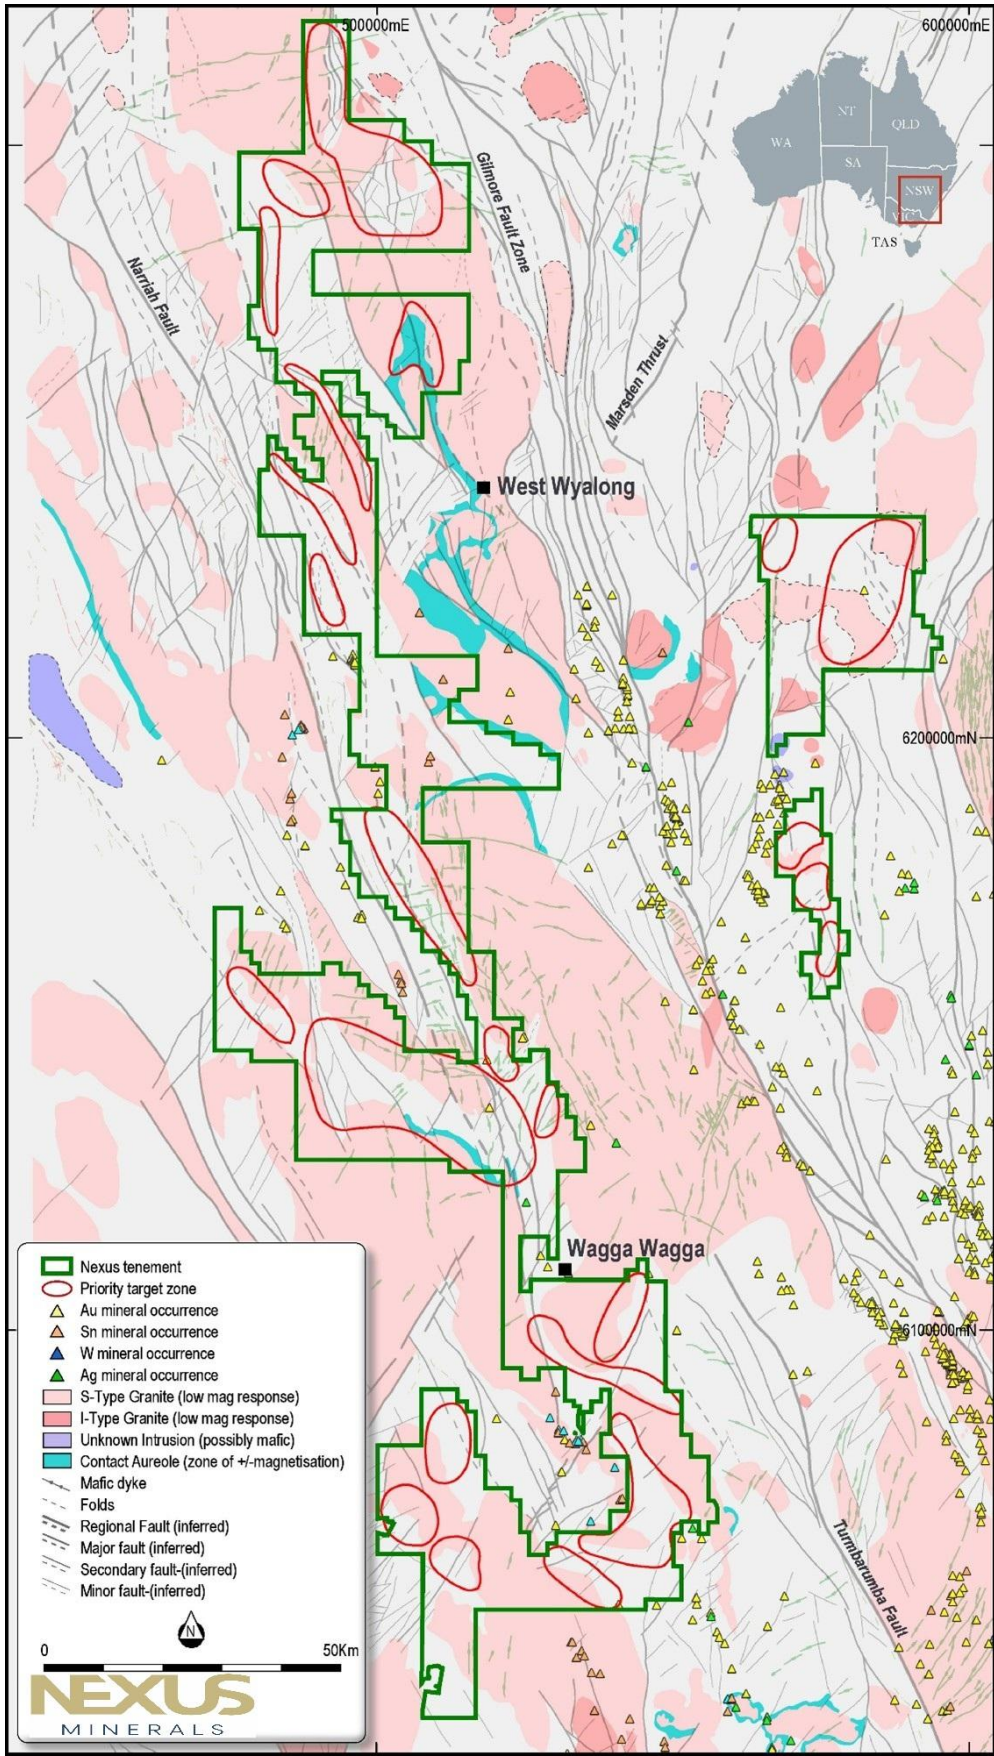 500000mE
600000mE
NT
QLD
WA
SA
NSW
VIC
TAS
Gilmore Fault Zone
Narriah Fault
Marsden Thrust
West Wyalong
6200000mN
Wagga Wagga
6100000mN
Turmbarumba Fault
Nexus tenement
Priority target zone
Au mineral occurrence
Sn mineral occurrence
W mineral occurrence
Ag mineral occurrence
S-Type Granite (low mag response)
I-Type Granite (low mag response)
Unknown Intrusion (possibly mafic)
Contact Aureole (zone of +/-magnetisation)
Mafic dyke
Folds
Regional Fault (inferred)
Major fault (inferred)
Secondary fault-(inferred)
Minor fault-(inferred)
N
0
50Km
NEXUS
MINERALS